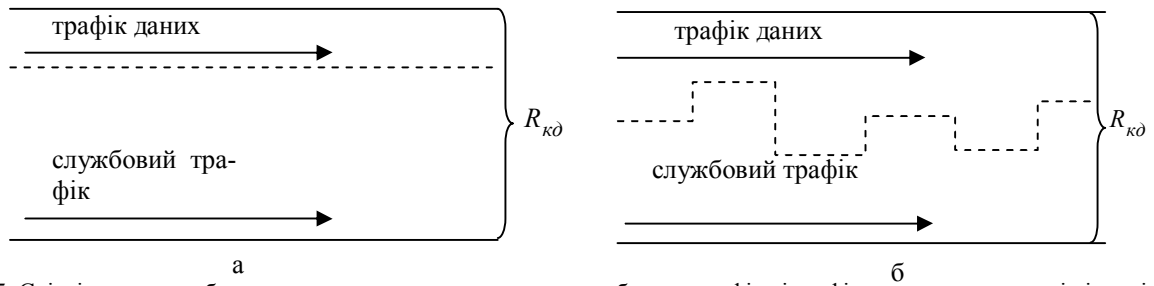 трафік даних
службовий тра-
фік
R кд
а
трафік даних
службовий трафік
R кд
б